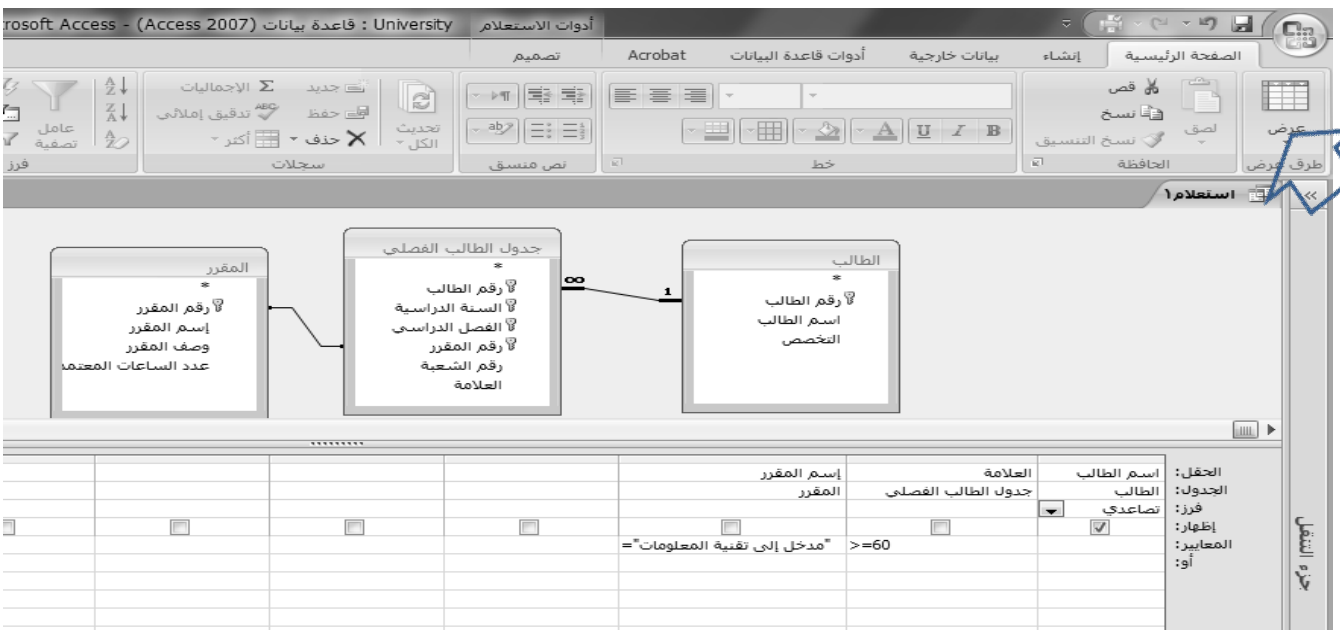 أدوات الاستعلام University : قاعدة بيانات (Access 2007) - rosoft Acce
الصفحة الرئيسية إنشاء بيانات خارجية أدوات قاعدة البيانات Acrobat تصميم
عرض
لصق
قص
نسخ
نسخ التنسيق
B I U A
تحديث الكل
جديد
حفظ
حذف
الإجماليات
تدقيق إملائي
أكثر
عامل تصفية
طرق عرض الحافظة خط نص منسق سجلات فرز
استعلام١
الطالب
*
رقم الطالب
اسم الطالب
التخصص
1
∞
جدول الطالب الفصلي
*
رقم الطالب
السنة الدراسية
الفصل الدراسي
رقم المقرر
رقم الشعبة
العلامة
المقرر
*
رقم المقرر
إسم المقرر
وصف المقرر
عدد الساعات المعتمد
الحقل: اسم الطالب العلامة إسم المقرر
الجدول: الطالب جدول الطالب الفصلي المقرر
فرز: تصاعدي
إظهار:
المعايير: >=60 ="مدخل إلى تقنية المعلومات"
أو:
جزء التنقل